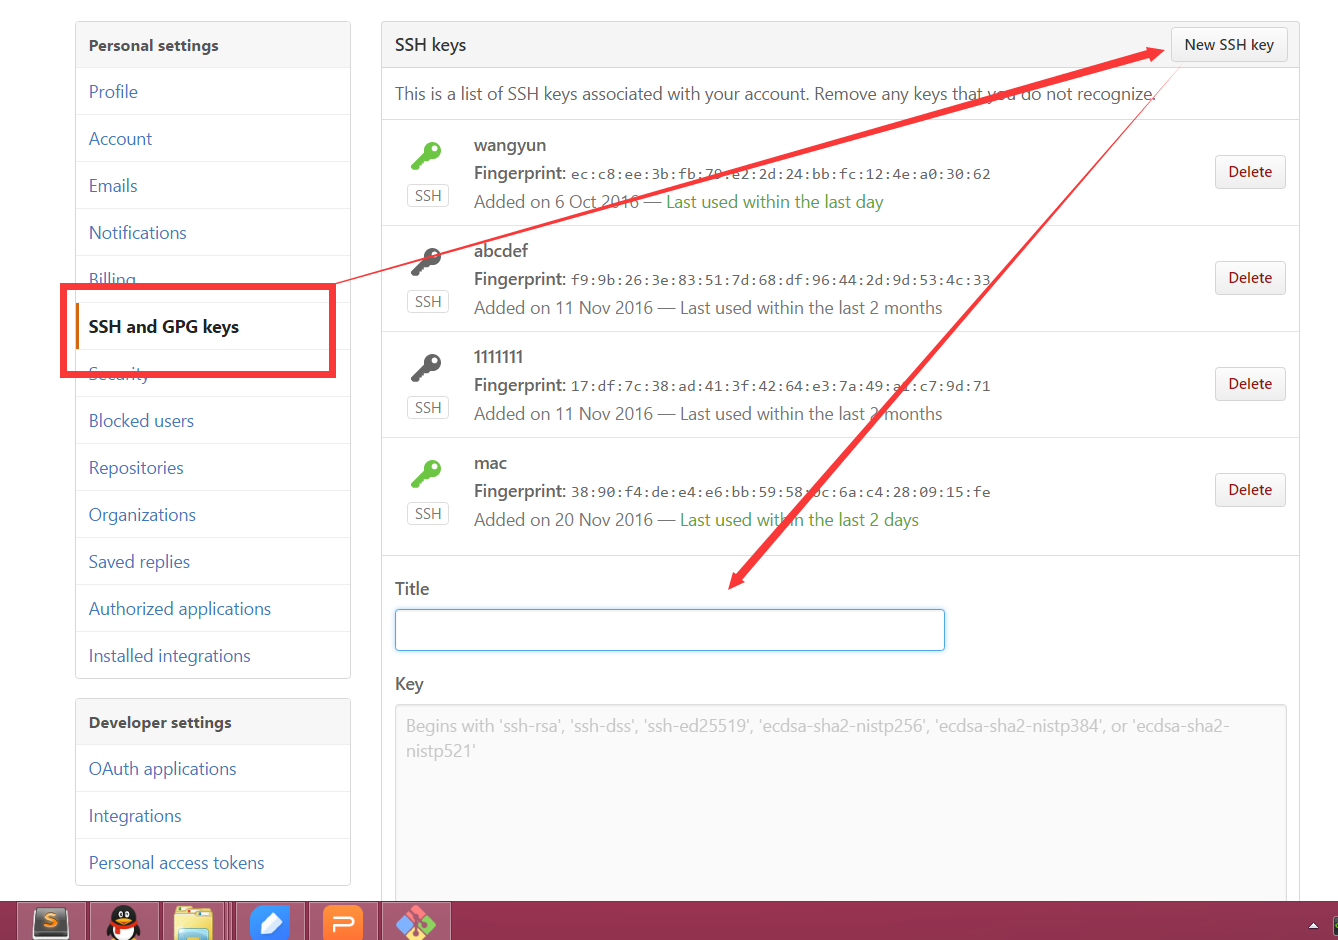 Personal settings
Profile
Account
Emails
Notifications
Billing
SSH and GPG keys
Security
Blocked users
Repositories
Organizations
Saved replies
Authorized applications
Installed integrations
Developer settings
OAuth applications
Integrations
Personal access tokens
SSH keys
New SSH key
This is a list of SSH keys associated with your account. Remove any keys that you do not recognize.
wangyun
Fingerprint: ec:c8:ee:3b:fb:79:e2:2d:24:bb:fc:12:4e:a0:30:62
SSH
Added on 6 Oct 2016 — Last used within the last day
Delete
abcdef
Fingerprint: f9:9b:26:3e:83:51:7d:68:df:96:44:2d:9d:53:4c:33
SSH
Added on 11 Nov 2016 — Last used within the last 2 months
Delete
1111111
Fingerprint: 17:df:7c:38:ad:41:3f:42:64:e3:7a:49:a1:c7:9d:71
SSH
Added on 11 Nov 2016 — Last used within the last 2 months
Delete
mac
Fingerprint: 38:90:f4:de:e4:e6:bb:59:58:0c:6a:c4:28:09:15:fe
SSH
Added on 20 Nov 2016 — Last used within the last 2 days
Delete
Title
Key
Begins with 'ssh-rsa', 'ssh-dss', 'ssh-ed25519', 'ecdsa-sha2-nistp256', 'ecdsa-sha2-nistp384', or 'ecdsa-sha2-
nistp521'